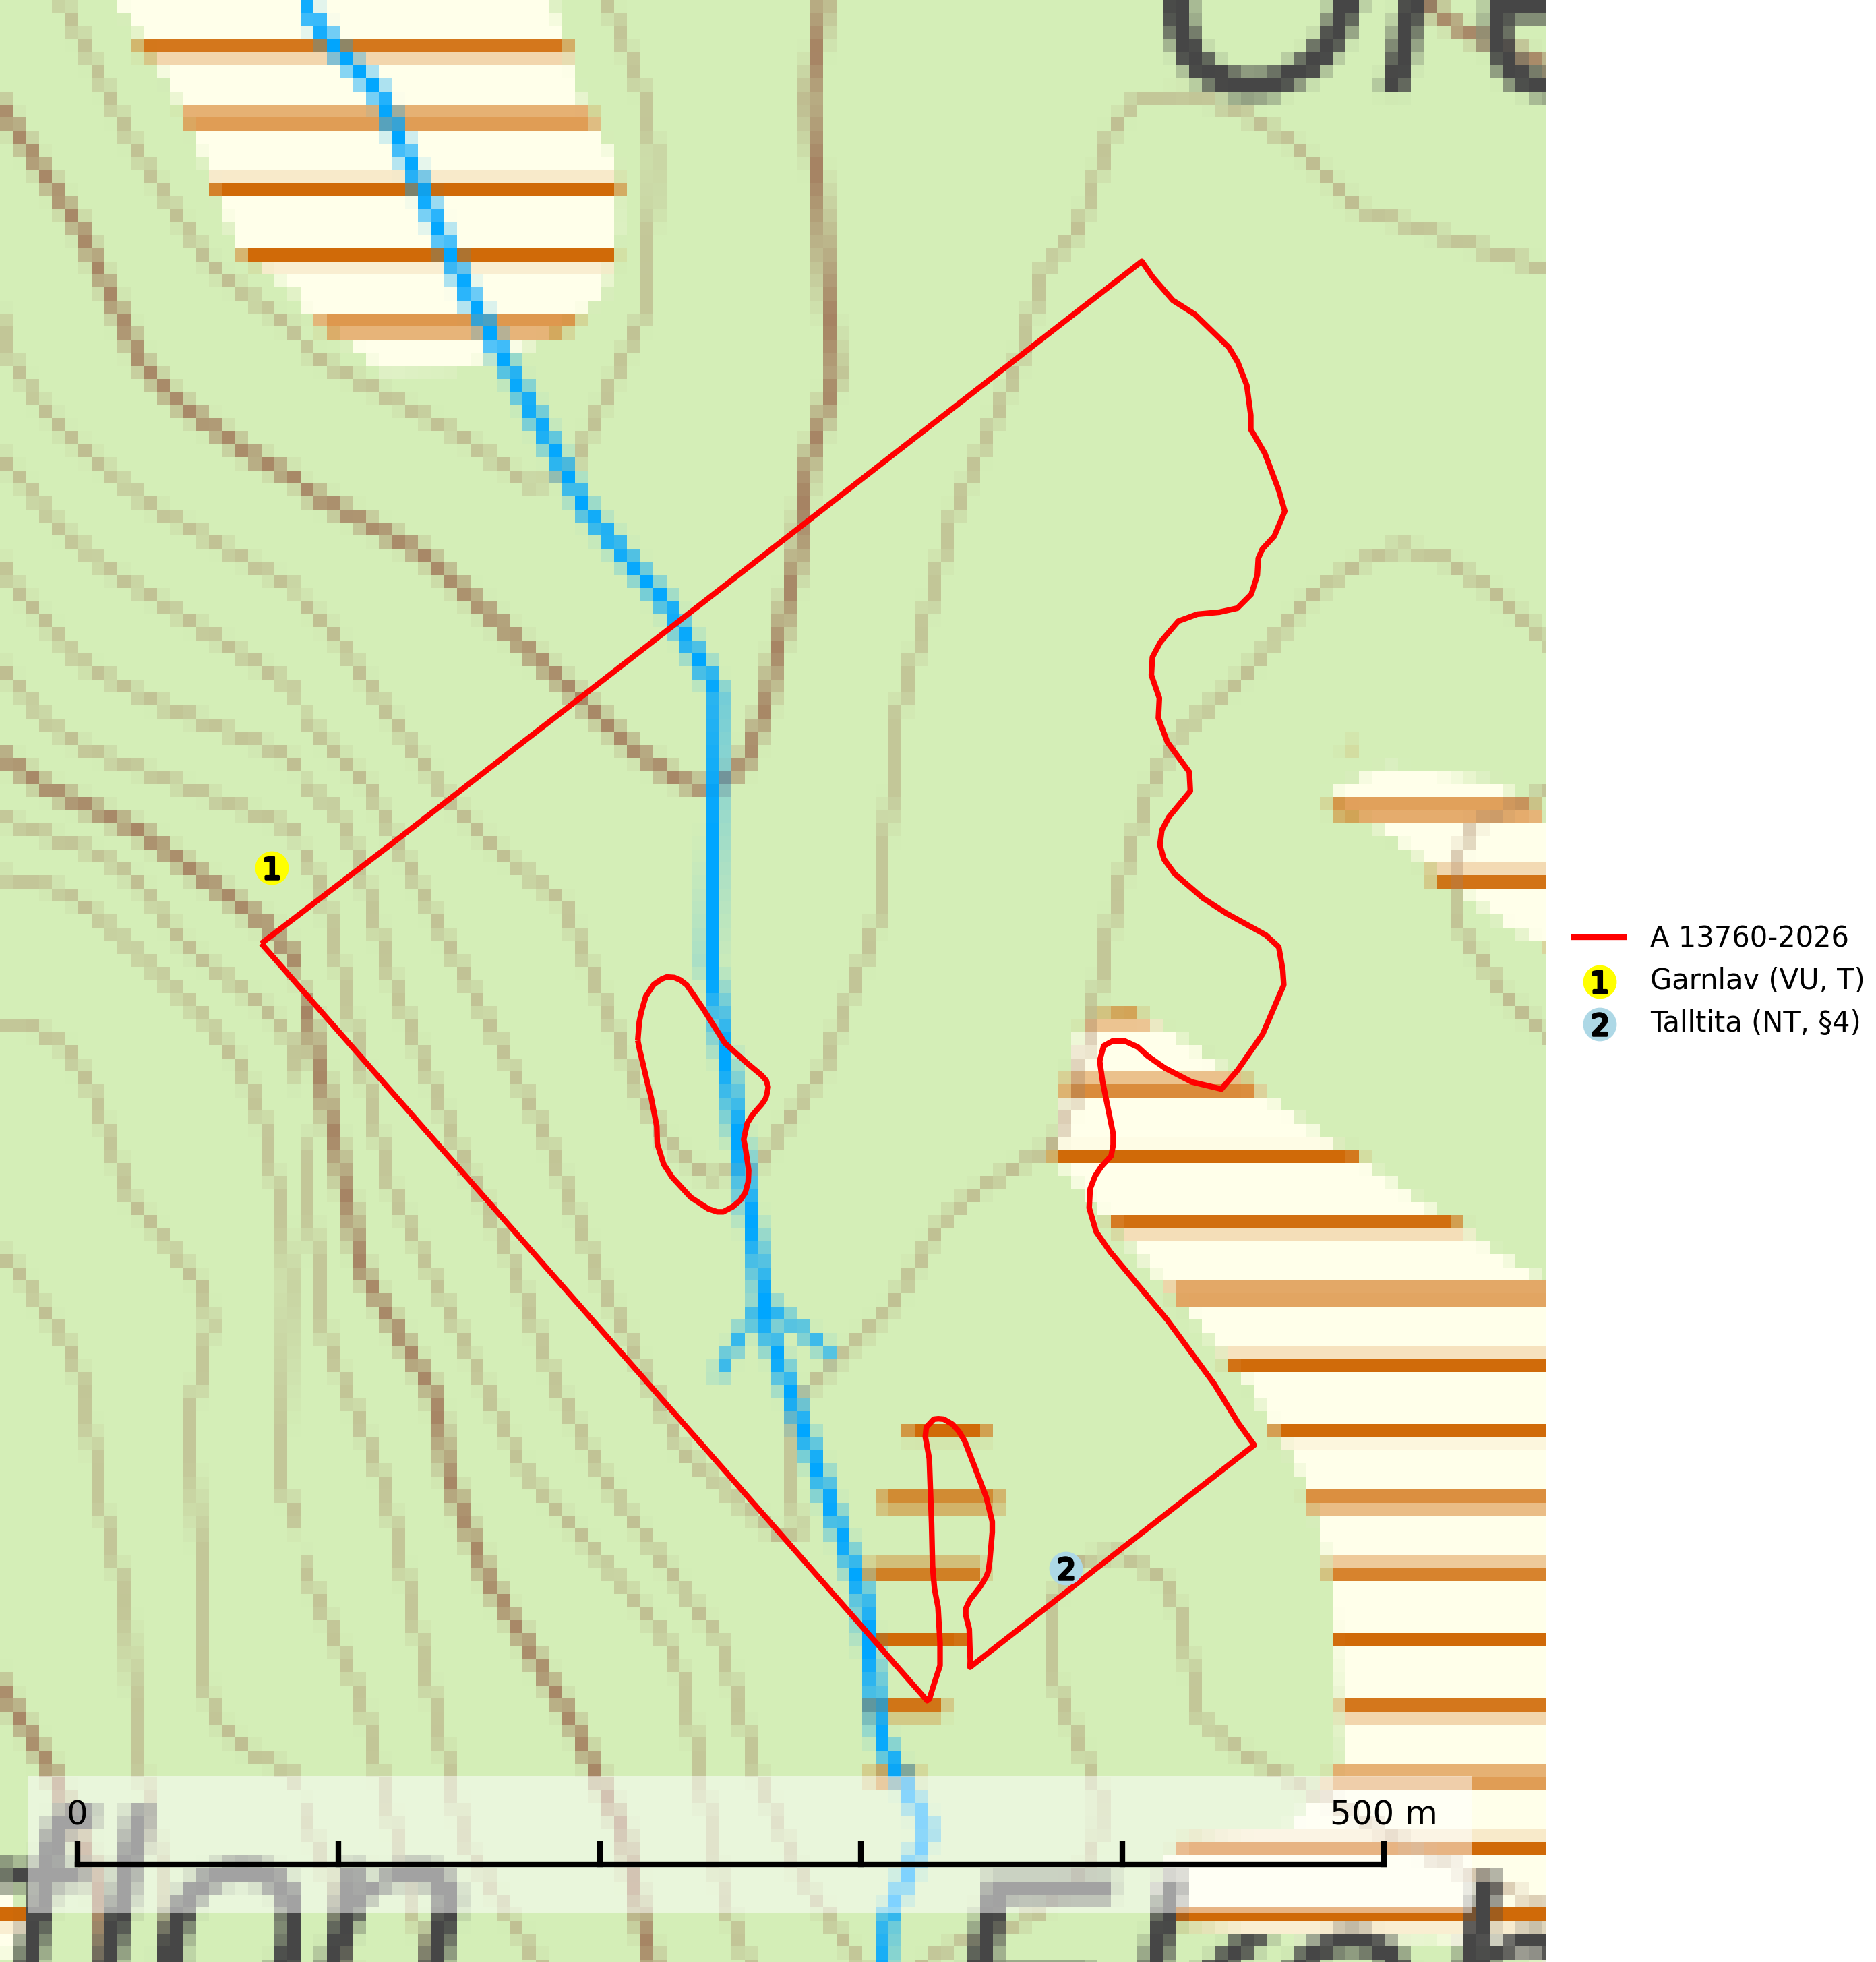 1
2
A 13760-2026
1 Garnlav (VU, T)
2 Talltita (NT, §4)
0 500 m